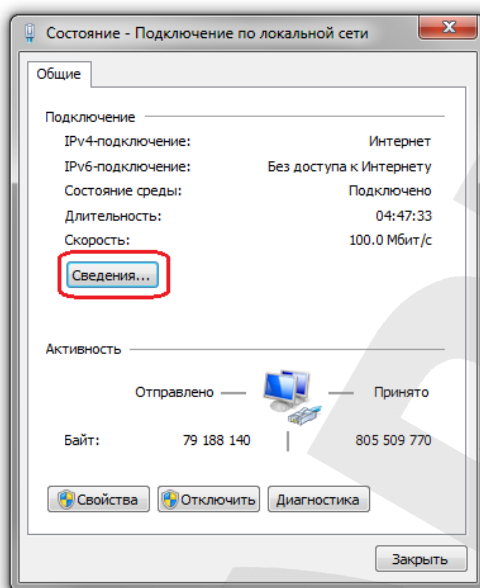 Состояние - Подключение по локальной сети
Общие
Подключение
IPv4-подключение: Интернет
IPv6-подключение: Без доступа к Интернету
Состояние среды: Подключено
Длительность: 04:47:33
Скорость: 100.0 Мбит/с
Сведения...
Активность
Отправлено — Принято
Байт: 79 188 140 | 805 509 770
Свойства Отключить Диагностика
Закрыть